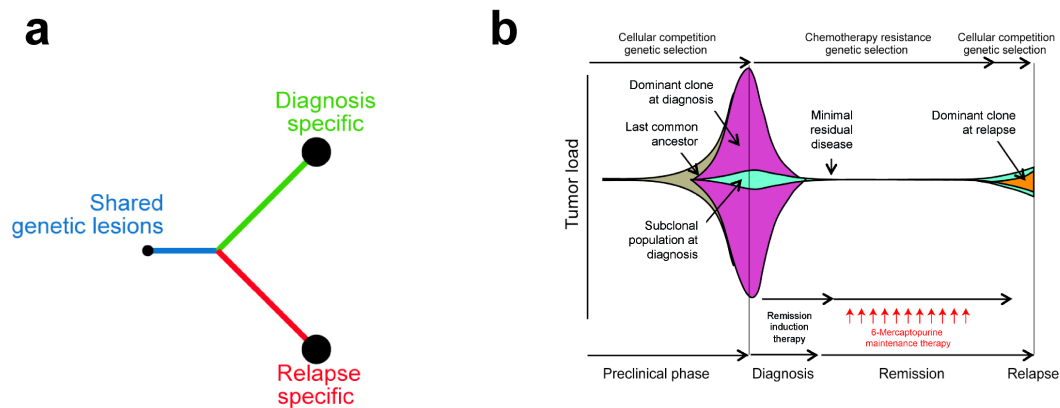 a
Diagnosis
specific
Shared
genetic lesions
Relapse
specific
b
Cellular competition
genetic selection
Chemotherapy resistance
genetic selection
Cellular competition
genetic selection
Tumor load
Dominant clone
at diagnosis
Last common
ancestor
Subclonal
population at
diagnosis
Minimal
residual
disease
Dominant clone
at relapse
Remission
induction
therapy
6-Mercaptopurine
maintenance therapy
Preclinical phase
Diagnosis
Remission
Relapse